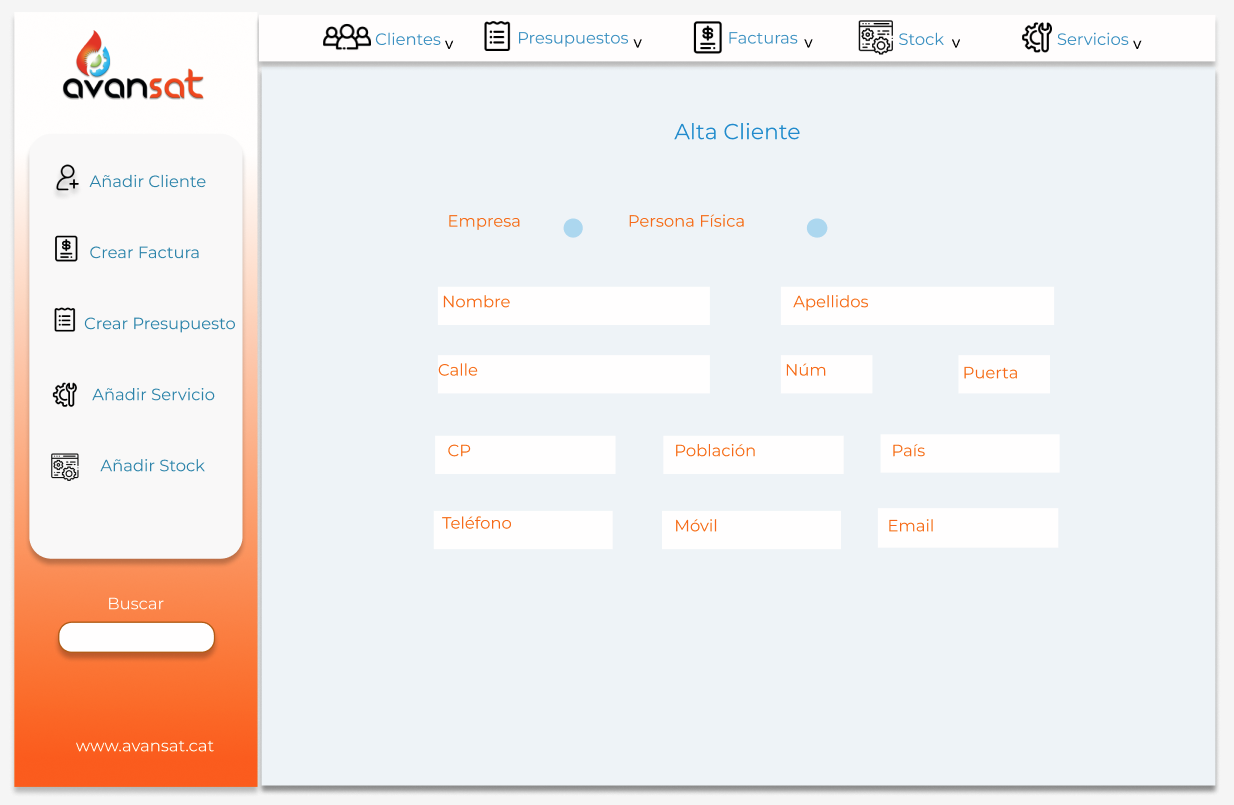 avansat
Clientes v Presupuestos v Facturas v Stock v Servicios v
Añadir Cliente
Crear Factura
Crear Presupuesto
Añadir Servicio
Añadir Stock
Buscar
www.avansat.cat
Alta Cliente
Empresa Persona Física
Nombre Apellidos
Calle Núm Puerta
CP Población País
Teléfono Móvil Email